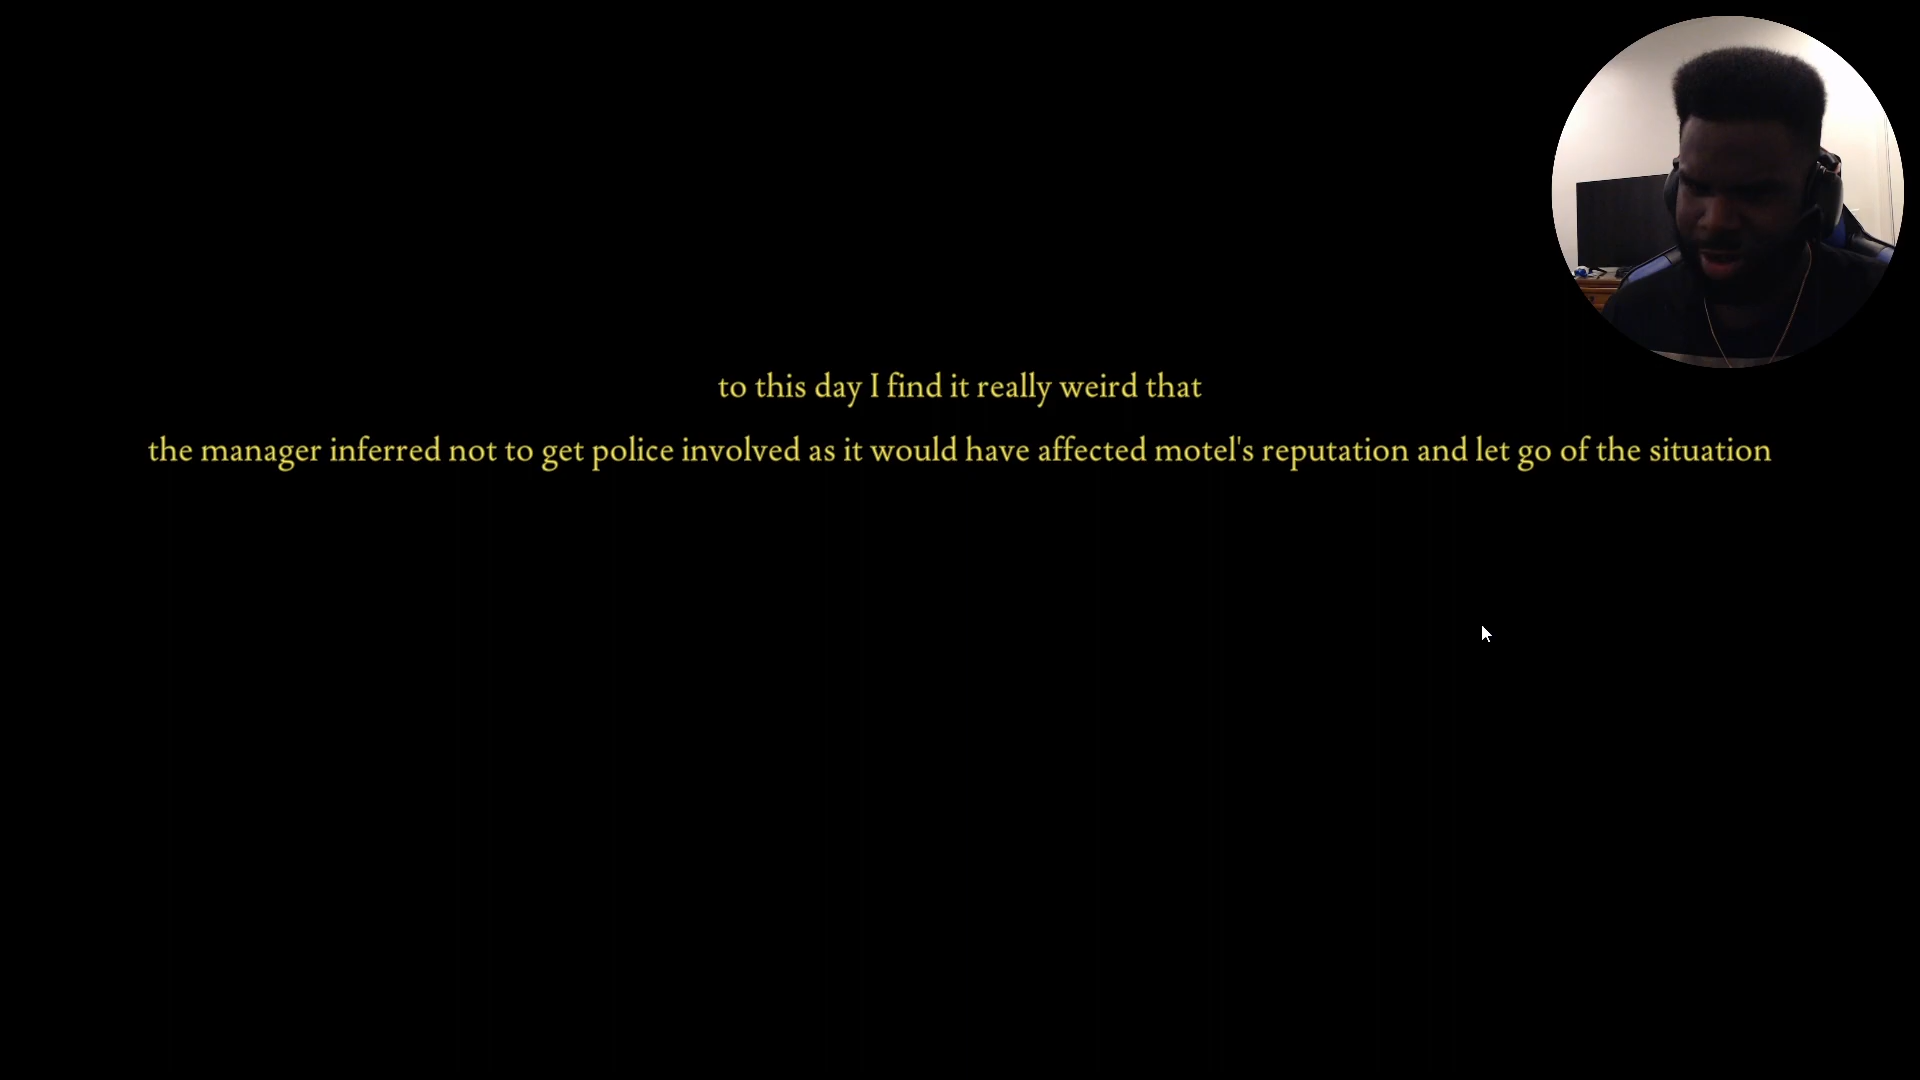 to this day I find it really weird that
the manager inferred not to get police involved as it would have affected motel's reputation and let go of the situation